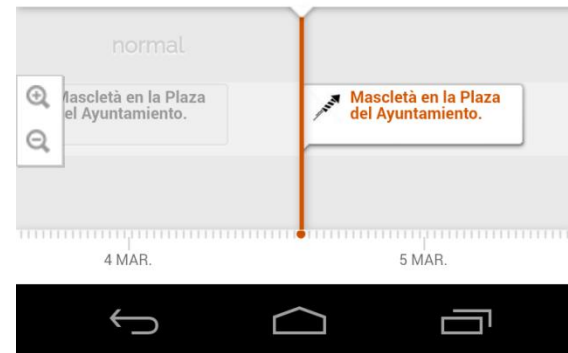 normal
Mascletà en la Plaza
del Ayuntamiento.
Mascletà en la Plaza
del Ayuntamiento.
4 MAR.
5 MAR.